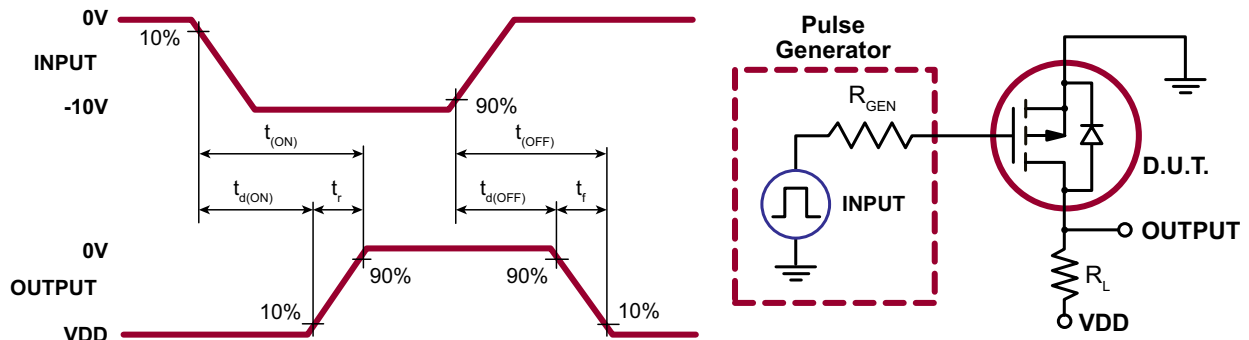 0V
10%
INPUT
-10V
90%
t(ON)
t(OFF)
td(ON)
tr
td(OFF)
tf
0V
90%
90%
OUTPUT
10%
10%
VDD
Pulse
Generator
RGEN
INPUT
D.U.T.
OUTPUT
RL
VDD